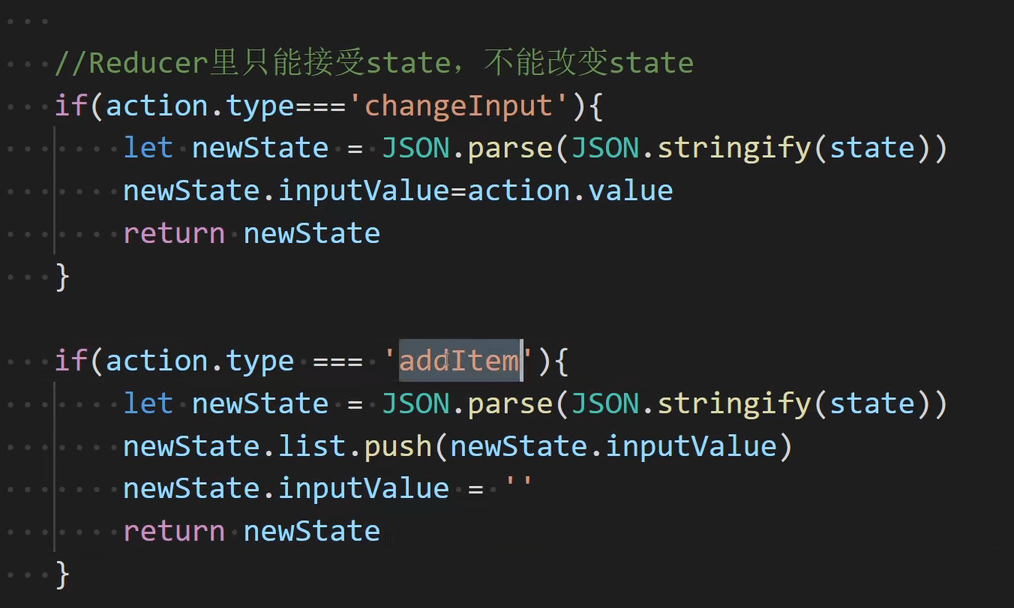 //Reducer里只能接受state，不能改变state
if(action.type==='changeInput'){
let newState = JSON.parse(JSON.stringify(state))
newState.inputValue=action.value
return newState
}
if(action.type === 'addItem'){
let newState = JSON.parse(JSON.stringify(state))
newState.list.push(newState.inputValue)
newState.inputValue = ''
return newState
}